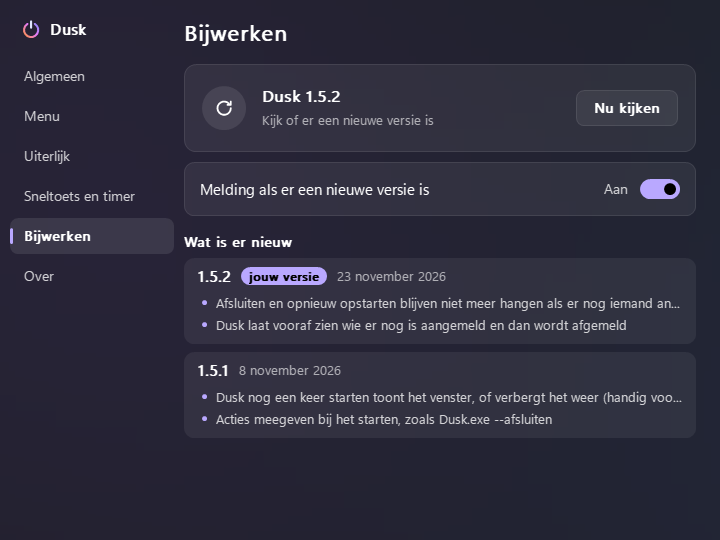 Dusk
Algemeen
Menu
Uiterlijk
Sneltoets en timer
Bijwerken
Over
Bijwerken
Dusk 1.5.2
Kijk of er een nieuwe versie is
Nu kijken
Melding als er een nieuwe versie is
Aan
Wat is er nieuw
1.5.2 jouw versie 23 november 2026
Afsluiten en opnieuw opstarten blijven niet meer hangen als er nog iemand an...
Dusk laat vooraf zien wie er nog is aangemeld en dan wordt afgemeld
1.5.1 8 november 2026
Dusk nog een keer starten toont het venster, of verbergt het weer (handig voo...
Acties meegeven bij het starten, zoals Dusk.exe --afsluiten